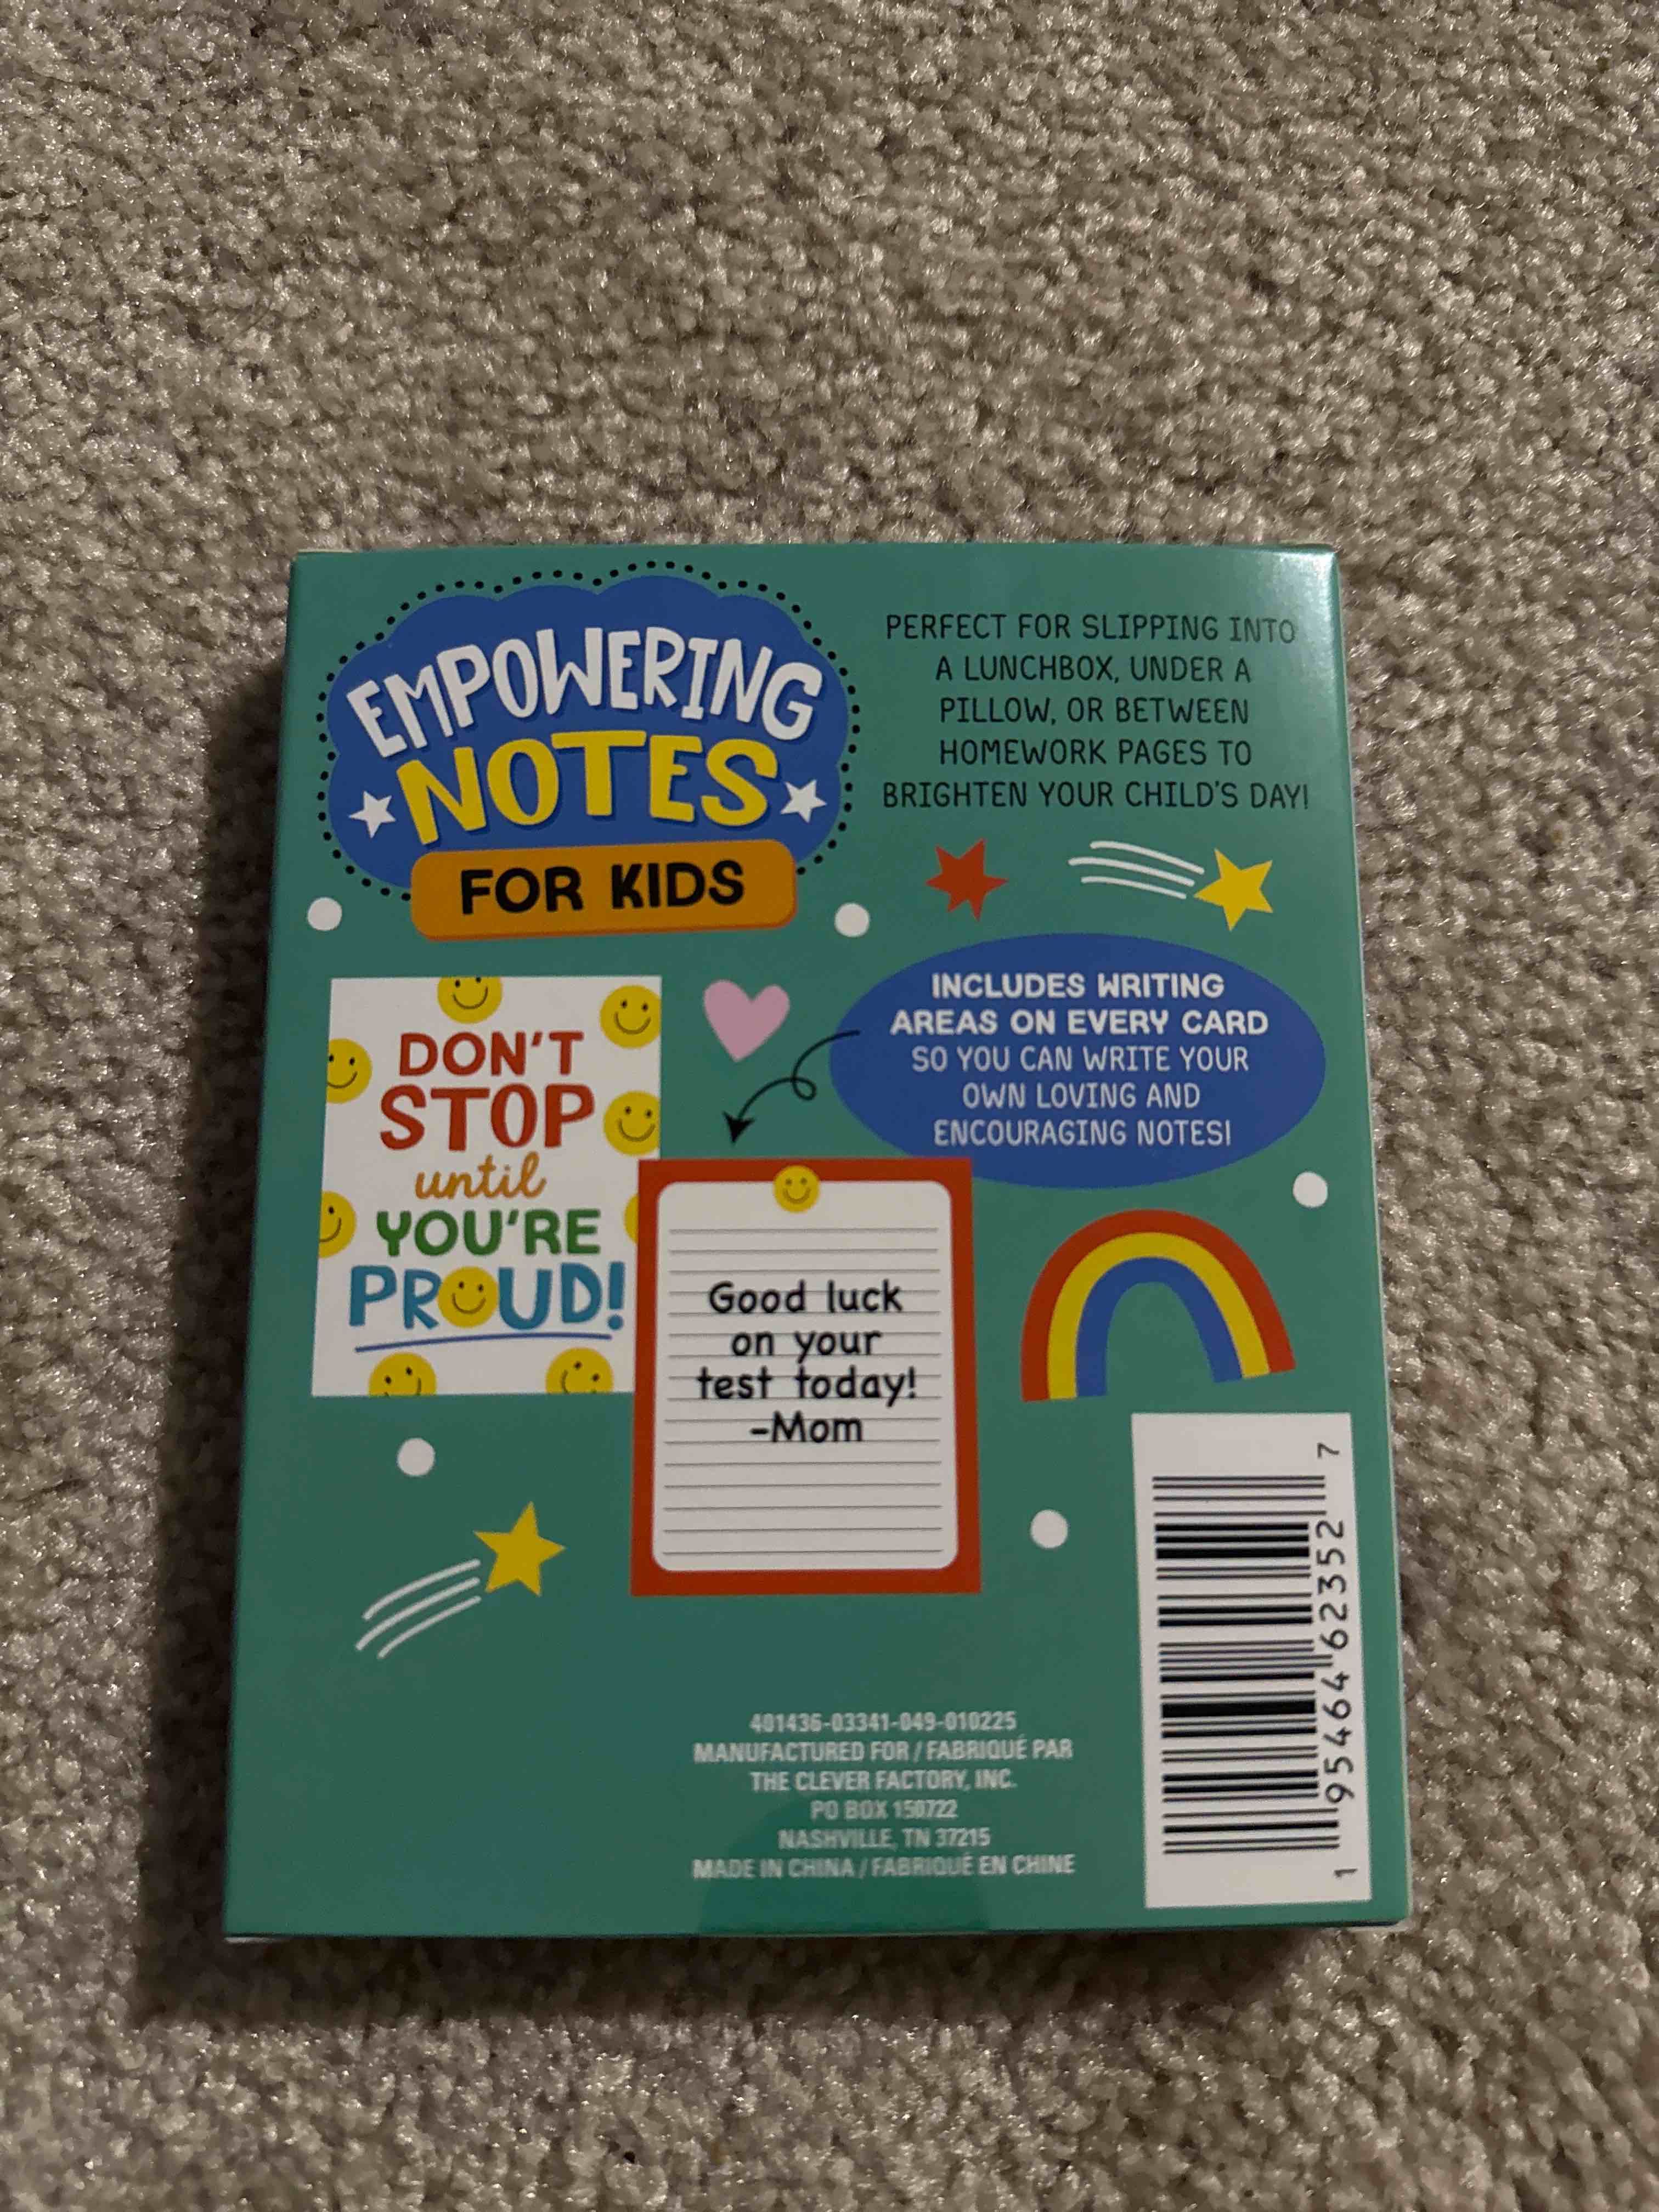 EMPOWERING
NOTES
FOR KIDS
PERFECT FOR SLIPPING INTO
A LUNCHBOX, UNDER A
PILLOW, OR BETWEEN
HOMEWORK PAGES TO
BRIGHTEN YOUR CHILD'S DAY!
INCLUDES WRITING
AREAS ON EVERY CARD
SO YOU CAN WRITE YOUR
OWN LOVING AND
ENCOURAGING NOTES!
DON'T
STOP
until
YOU'RE
PROUD!
Good luck
on your
test today!
-Mom
401436-03341-049-010225
MANUFACTURED FOR / FABRIQUÉ PAR
THE CLEVER FACTORY, INC.
PO BOX 150722
NASHVILLE, TN 37215
MADE IN CHINA / FABRIQUÉ EN CHINE
1 95464 62352 7